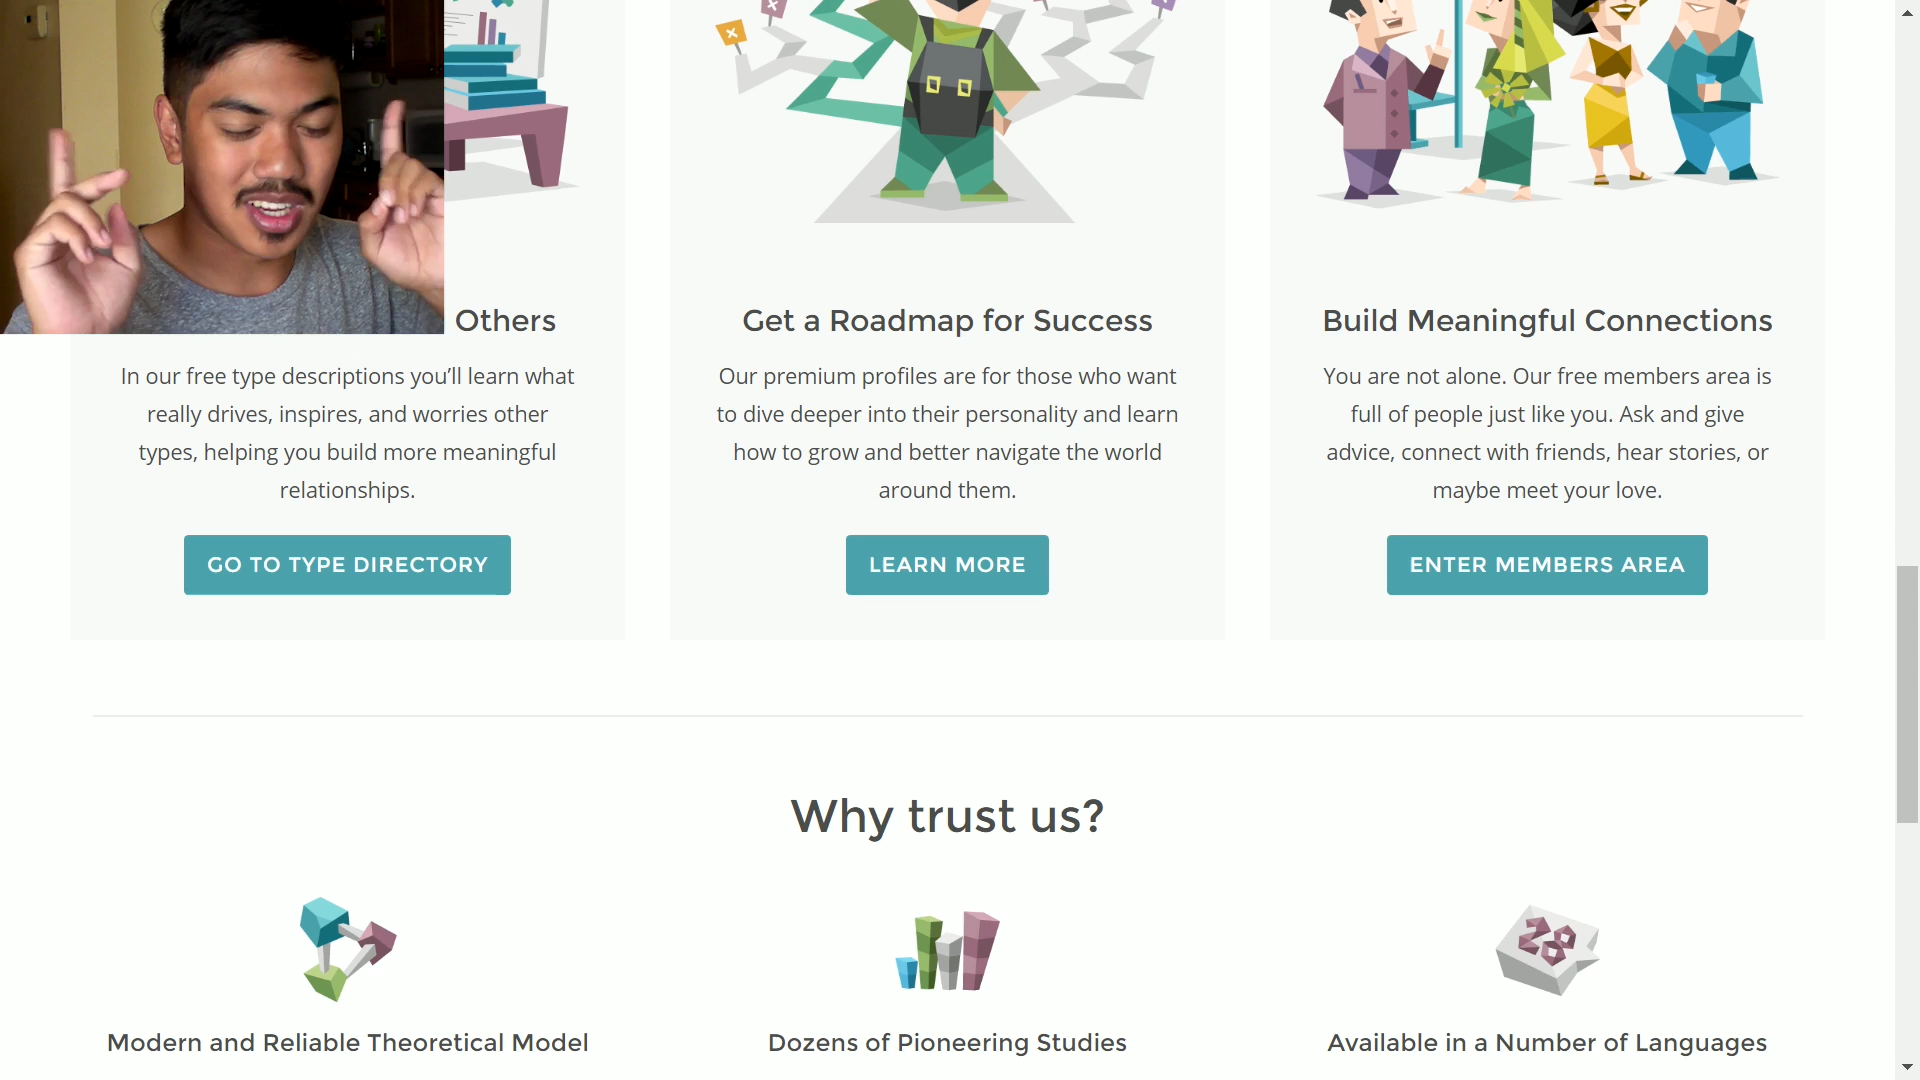 Others
In our free type descriptions you’ll learn what
really drives, inspires, and worries other
types, helping you build more meaningful
relationships.
GO TO TYPE DIRECTORY
Get a Roadmap for Success
Our premium profiles are for those who want
to dive deeper into their personality and learn
how to grow and better navigate the world
around them.
LEARN MORE
Build Meaningful Connections
You are not alone. Our free members area is
full of people just like you. Ask and give
advice, connect with friends, hear stories, or
maybe meet your love.
ENTER MEMBERS AREA
Why trust us?
Modern and Reliable Theoretical Model
Dozens of Pioneering Studies
28
Available in a Number of Languages